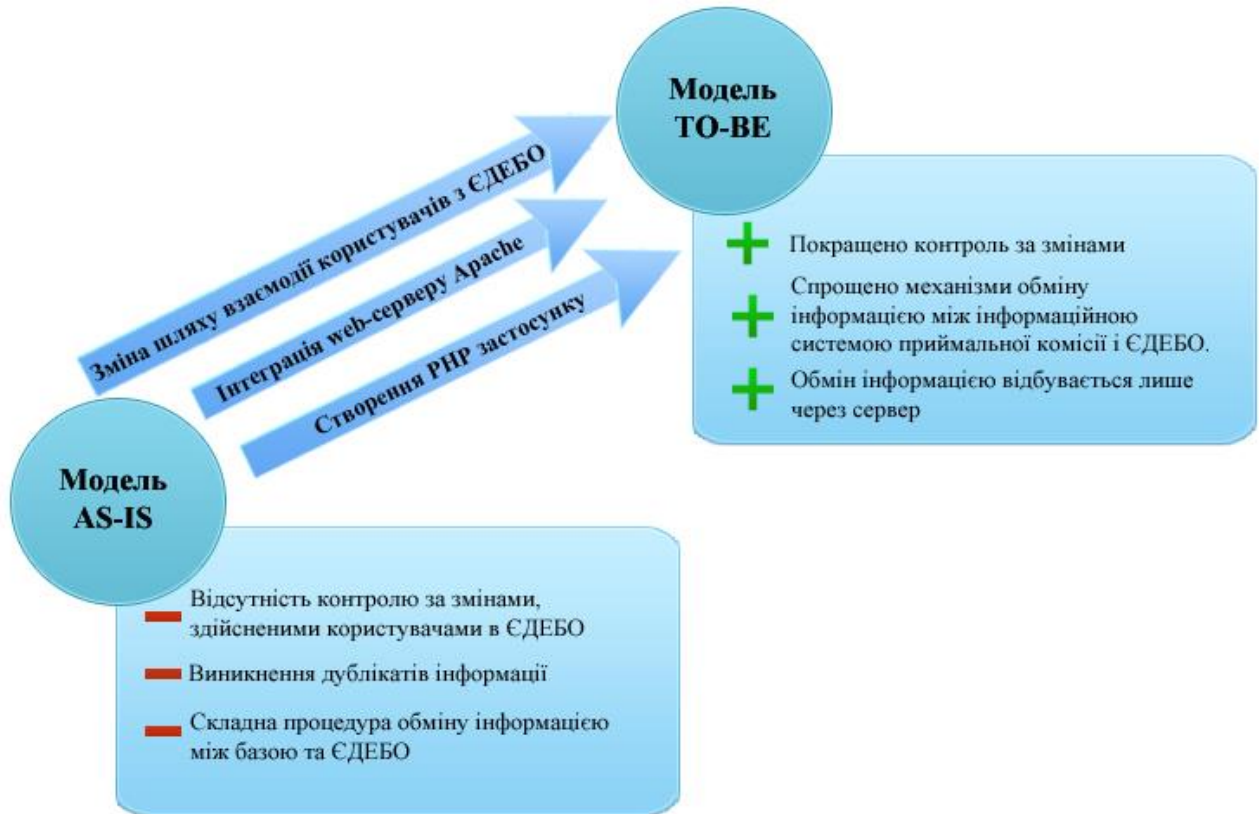 Модель
TO-BE
Зміна шляху взаємодії користувачів з ЄДЕБО
Інтеграція web-серверу Apache
Створення PHP застосунку
Покращено контроль за змінами
Спрощено механізми обміну
інформацією між інформаційною
системою приймальної комісії і ЄДЕБО.
Обмін інформацією відбувається лише
через сервер
Модель
AS-IS
Відсутність контролю за змінами,
здійсненими користувачами в ЄДЕБО
Виникнення дублікатів інформації
Складна процедура обміну інформацією
між базою та ЄДЕБО